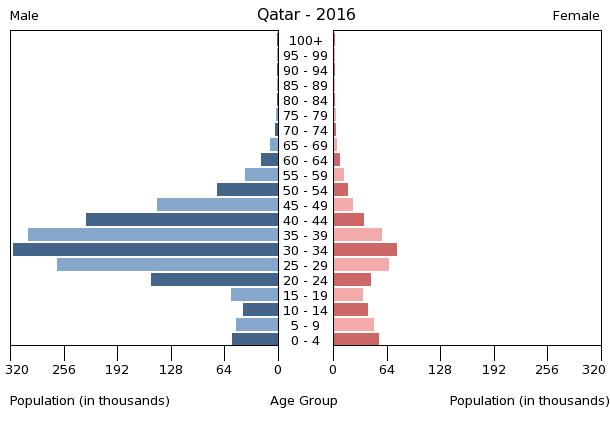 Male
Qatar - 2016
Female
100+
95 - 99
90 - 94
85 - 89
80 - 84
75 - 79
70 - 74
65 - 69
60 - 64
55 - 59
50 - 54
45 - 49
40 - 44
35 - 39
30 - 34
25 - 29
20 - 24
15 - 19
10 - 14
5 - 9
0 - 4
320 256 192 128 64 0 0 64 128 192 256 320
Population (in thousands)
Age Group
Population (in thousands)